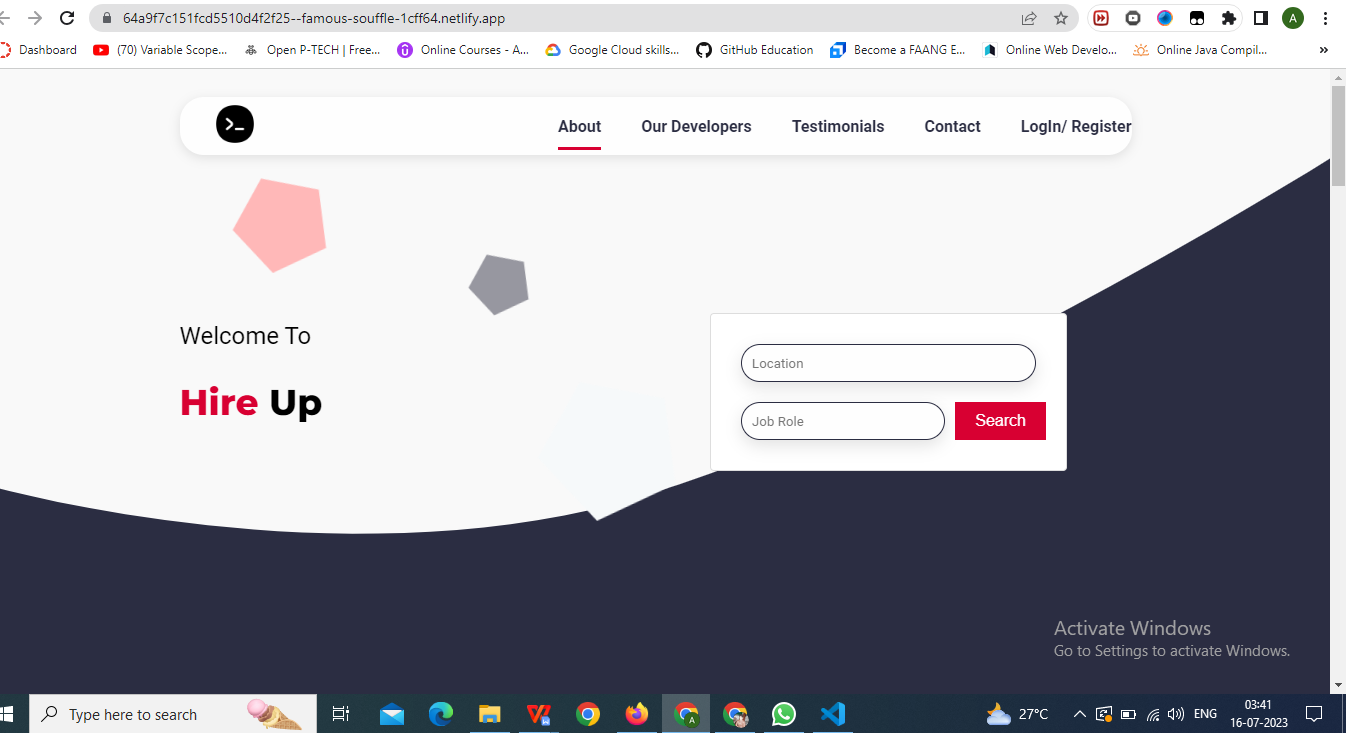 64a9f7c151fcd5510d4f2f25--famous-souffle-1cff64.netlify.app
A
Dashboard
(70) Variable Scope...
Open P-TECH | Free...
Online Courses - A...
Google Cloud skills...
GitHub Education
Become a FAANG E...
Online Web Develo...
Online Java Compil...
»
>_
About
Our Developers
Testimonials
Contact
LogIn/ Register
Welcome To
Hire Up
Location
Job Role
Search
Activate Windows
Go to Settings to activate Windows.
Type here to search
A
27°C
ENG
03:41
16-07-2023